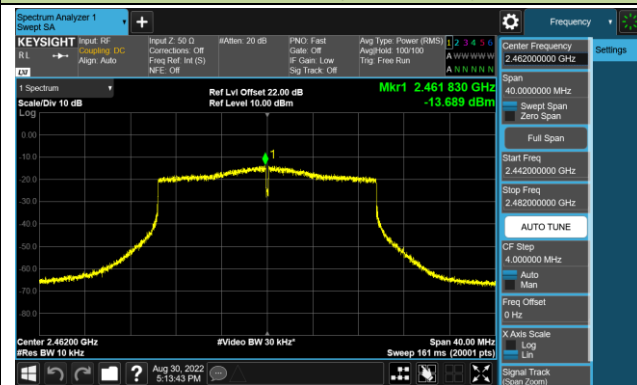 Spectrum Analyzer 1
Swept SA
+
Frequency
KEYSIGHT
Input: RF
Coupling: DC
Align: Auto
Input Z: 50 Ω
Corrections: Off
Freq Ref: Int (S)
NFE: Off
#Atten: 20 dB
PNO: Fast
Gate: Off
IF Gain: Low
Sig Track: Off
Avg Type: Power (RMS)
Avg|Hold: 100/100
Trig: Free Run
1 2 3 4 5 6
A W W W W W
A N N N N N
RL
LXI
1 Spectrum
Scale/Div 10 dB
Log
Ref Lvl Offset 22.00 dB
Ref Level 10.00 dBm
Mkr1 2.461 830 GHz
-13.689 dBm
1
0.00
-10.0
-20.0
-30.0
-40.0
-50.0
-60.0
-70.0
-80.0
Center 2.46200 GHz
#Res BW 10 kHz
#Video BW 30 kHz*
Span 40.00 MHz
Sweep 161 ms (20001 pts)
?
Aug 30, 2022
5:13:43 PM
Center Frequency
2.462000000 GHz
Settings
Span
40.0000000 MHz
Swept Span
Zero Span
Full Span
Start Freq
2.442000000 GHz
Stop Freq
2.482000000 GHz
AUTO TUNE
CF Step
4.000000 MHz
Auto
Man
Freq Offset
0 Hz
X Axis Scale
Log
Lin
Signal Track
(Span Zoom)